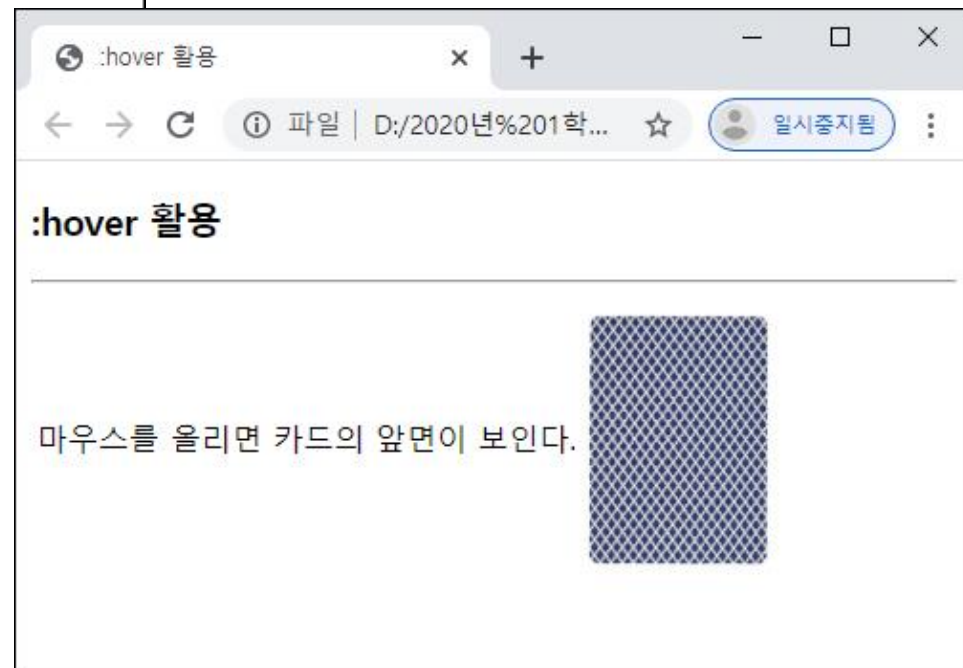 :hover 활용
파일 | D:/2020년%201학...
일시중지됨
:hover 활용
마우스를 올리면 카드의 앞면이 보인다.